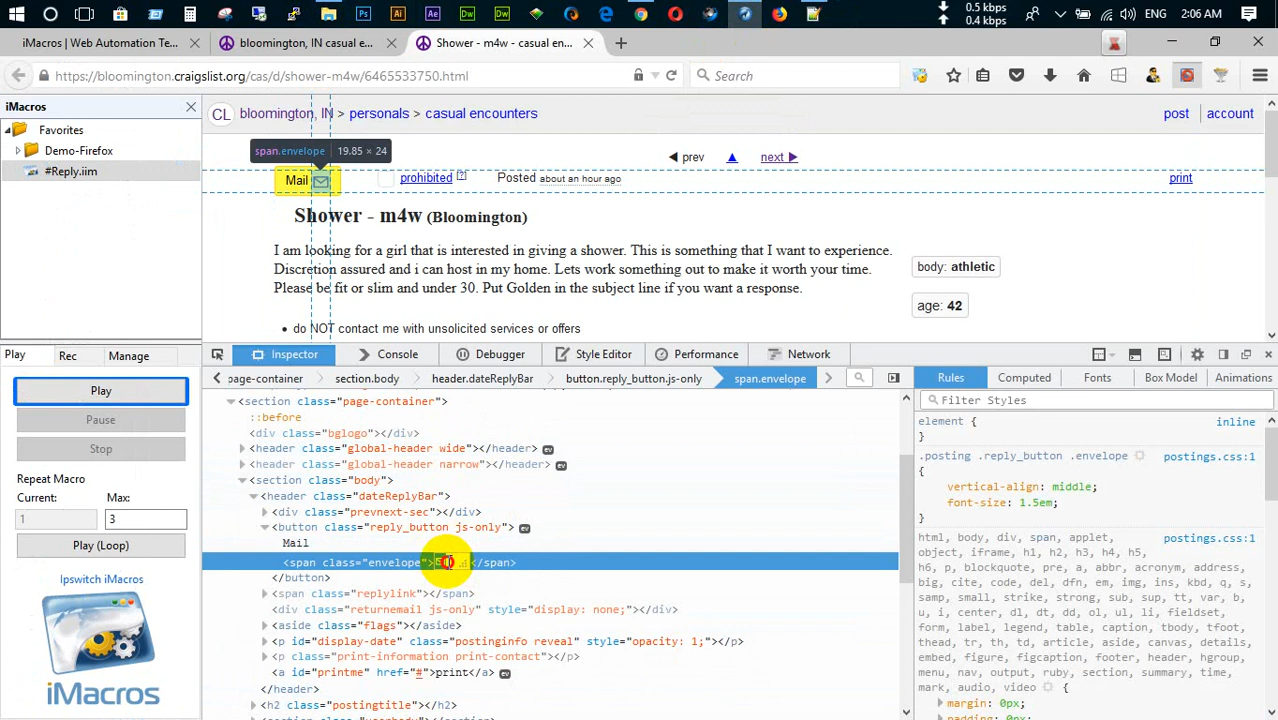 0.5 kbps
0.4 kbps
ENG
2:06 AM
iMacros | Web Automation Te...
bloomington, IN casual e...
Shower - m4w - casual en...
https://bloomington.craigslist.org/cas/d/shower-m4w/6465533750.html
Search
iMacros
Favorites
Demo-Firefox
#Reply.iim
CL bloomington, IN > personals > casual encounters
post account
span.envelope 19.85 × 24
◀ prev ▲ next ▶
Mail
prohibited [?]
Posted about an hour ago
print
Shower - m4w (Bloomington)
I am looking for a girl that is interested in giving a shower. This is something that I want to experience.
Discretion assured and i can host in my home. Lets work something out to make it worth your time.
Please be fit or slim and under 30. Put Golden in the subject line if you want a response.
• do NOT contact me with unsolicited services or offers
body: athletic
age: 42
Play Rec Manage
Play
Pause
Stop
Repeat Macro
Current: Max:
1 3
Play (Loop)
Ipswitch iMacros
iMacros
Inspector Console Debugger Style Editor Performance Network
page-container section.body header.dateReplyBar button.reply_button.js-only span.envelope
<section class="page-container">
::before
<div class="bglogo"></div>
<header class="global-header wide"></header> ev
<header class="global-header narrow"></header> ev
<section class="body">
<header class="dateReplyBar">
<div class="prevnext-sec"></div>
<button class="reply_button js-only"> ev
Mail
<span class="envelope"></span>
</button>
<span class="replylink"></span>
<div class="returnemail js-only" style="display: none;"></div>
<aside class="flags"></aside>
<p id="display-date" class="postinginfo reveal" style="opacity: 1;"></p>
<p class="print-information print-contact"></p>
<a id="printme" href="#">print</a> ev
</header>
<h2 class="postingtitle"></h2>
<section class="userbody"></section>
Rules Computed Fonts Box Model Animations
Filter Styles
element { inline
}
.posting .reply_button .envelope postings.css:1
{
vertical-align: middle;
font-size: 1.5em;
}
html, body, div, span, applet, postings.css:1
object, iframe, h1, h2, h3, h4, h5,
h6, p, blockquote, pre, a, abbr, acronym, address,
big, cite, code, del, dfn, em, img, ins, kbd, q, s,
samp, small, strike, strong, sub, sup, tt, var, b,
u, i, center, dl, dt, dd, ol, ul, li, fieldset,
form, label, legend, table, caption, tbody, tfoot,
thead, tr, th, td, article, aside, canvas, details,
embed, figure, figcaption, footer, header, hgroup,
menu, nav, output, ruby, section, summary, time,
mark, audio, video {
margin: 0px;
padding: 0px;